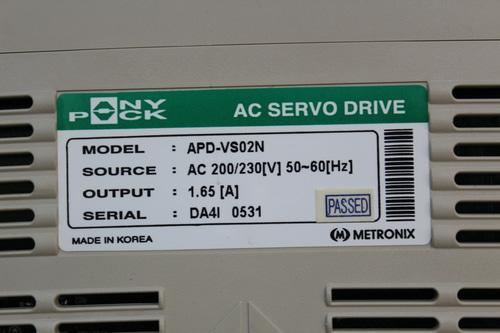 ANY PACK
AC SERVO DRIVE
MODEL : APD-VS02N
SOURCE : AC 200/230[V] 50~60[Hz]
OUTPUT : 1.65 [A]
SERIAL : DA4I 0531
PASSED
MADE IN KOREA
METRONIX